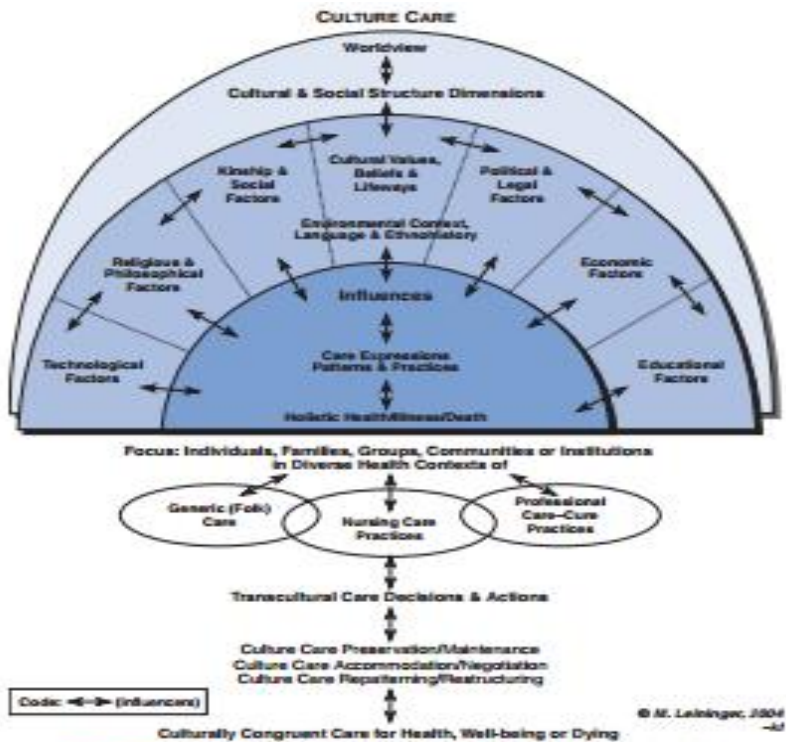 CULTURE CARE
Worldview
Cultural & Social Structure Dimensions
Kinship &
Social
Factors
Cultural Values,
Beliefs &
Lifeways
Political &
Legal
Factors
Environmental Context,
Language & Ethnohistory
Religious &
Philosophical
Factors
Economic
Factors
Influences
Technological
Factors
Care Expressions
Patterns & Practices
Educational
Factors
Holistic Health/Illness/Death
Focus: Individuals, Families, Groups, Communities or Institutions
in Diverse Health Contexts of
Generic (Folk)
Care
Nursing Care
Practices
Professional
Care–Cure
Practices
Transcultural Care Decisions & Actions
Culture Care Preservation/Maintenance
Culture Care Accommodation/Negotiation
Culture Care Repatterning/Restructuring
Code: (Influencers)
© M. Leininger, 2004
Culturally Congruent Care for Health, Well-being or Dying